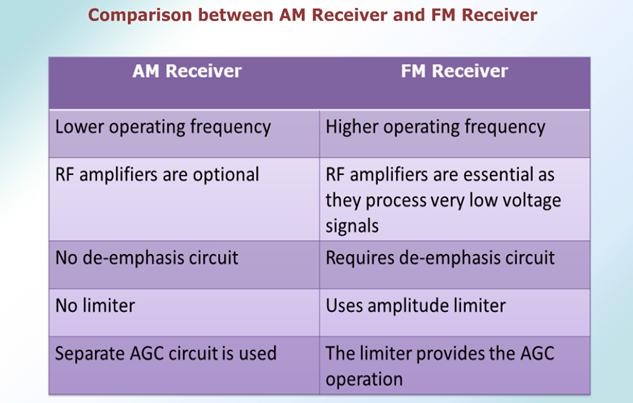 Comparison between AM Receiver and FM Receiver
AM Receiver
FM Receiver
Lower operating frequency
Higher operating frequency
RF amplifiers are optional
RF amplifiers are essential as
they process very low voltage
signals
No de-emphasis circuit
Requires de-emphasis circuit
No limiter
Uses amplitude limiter
Separate AGC circuit is used
The limiter provides the AGC
operation